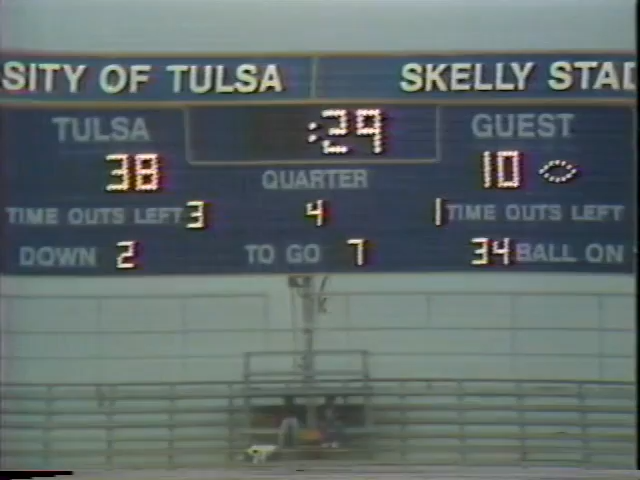 SITY OF TULSA SKELLY STAD
TULSA :29 GUEST
38 QUARTER 10
TIME OUTS LEFT 3 4 1 TIME OUTS LEFT
DOWN 2 TO GO 7 34 BALL ON